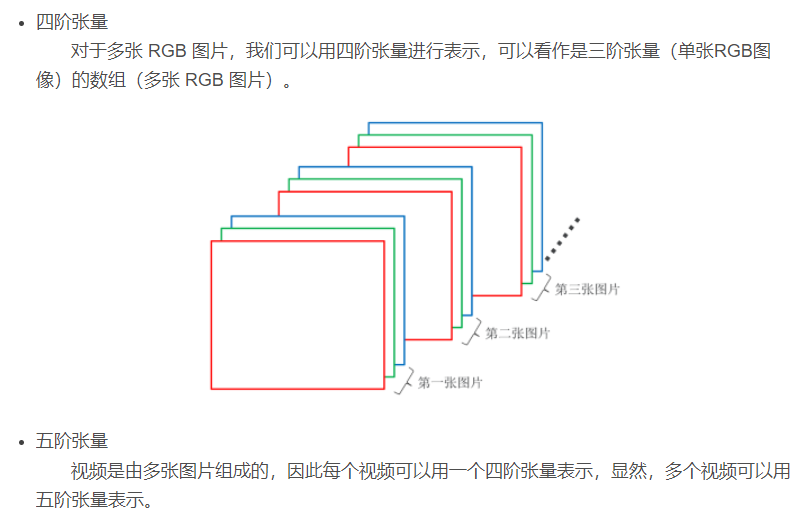 四阶张量
对于多张 RGB 图片，我们可以用四阶张量进行表示，可以看作是三阶张量（单张RGB图
像）的数组（多张 RGB 图片）。
第三张图片
第二张图片
第一张图片
五阶张量
视频是由多张图片组成的，因此每个视频可以用一个四阶张量表示，显然，多个视频可以用
五阶张量表示。